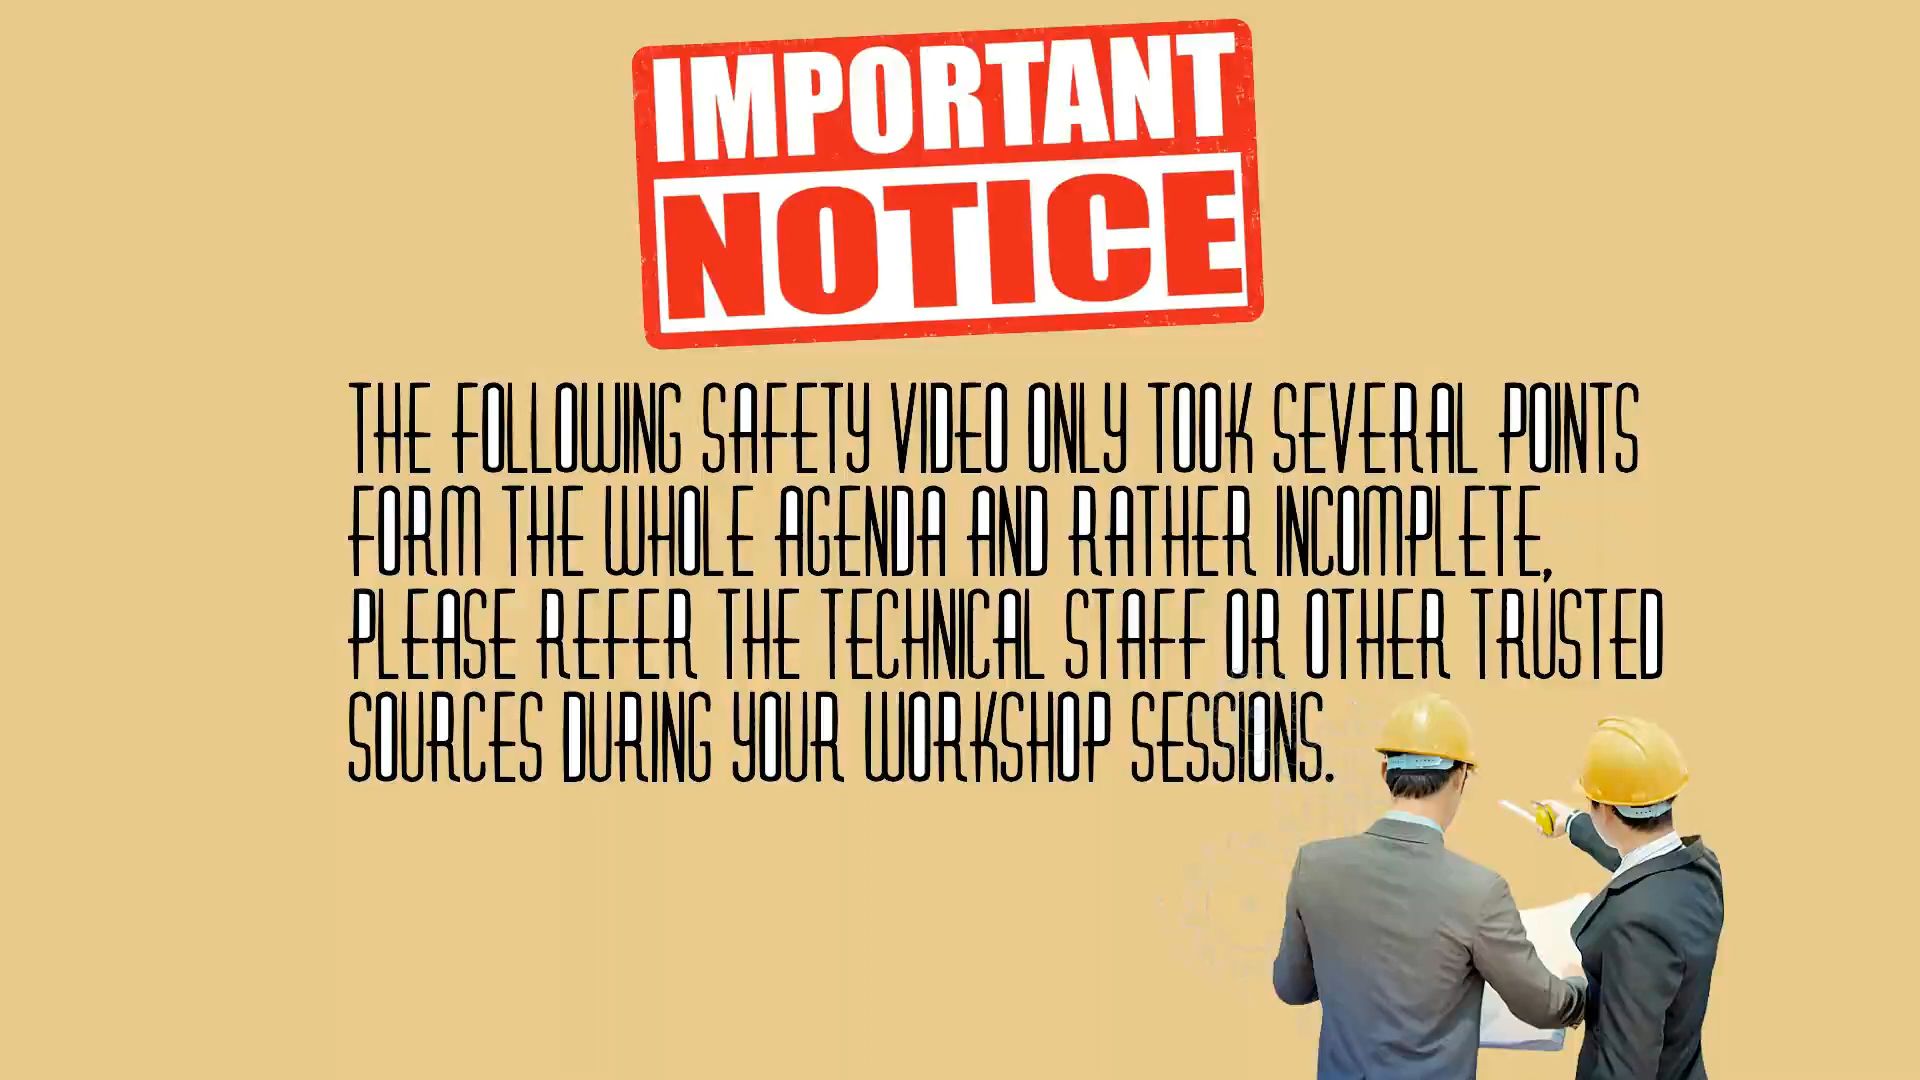 IMPORTANT
NOTICE
THE FOLLOWING SAFETY VIDEO ONLY TOOK SEVERAL POINTS
FORM THE WHOLE AGENDA AND RATHER INCOMPLETE,
PLEASE REFER THE TECHNICAL STAFF OR OTHER TRUSTED
SOURCES DURING YOUR WORKSHOP SESSIONS.